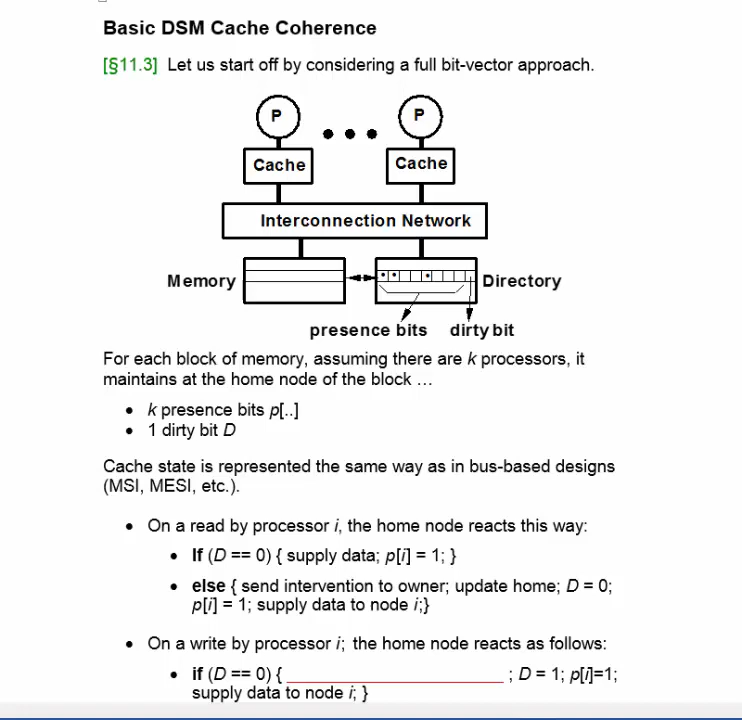 Basic DSM Cache Coherence
[§11.3] Let us start off by considering a full bit-vector approach.
P
P
Cache
Cache
Interconnection Network
Memory
Directory
presence bits
dirty bit
For each block of memory, assuming there are k processors, it
maintains at the home node of the block …
• k presence bits p[..]
• 1 dirty bit D
Cache state is represented the same way as in bus-based designs
(MSI, MESI, etc.).
• On a read by processor i, the home node reacts this way:
• If (D == 0) { supply data; p[i] = 1; }
• else { send intervention to owner; update home; D = 0;
p[i] = 1; supply data to node i;}
• On a write by processor i; the home node reacts as follows:
• if (D == 0) { ______________________ ; D = 1; p[i]=1;
supply data to node i; }